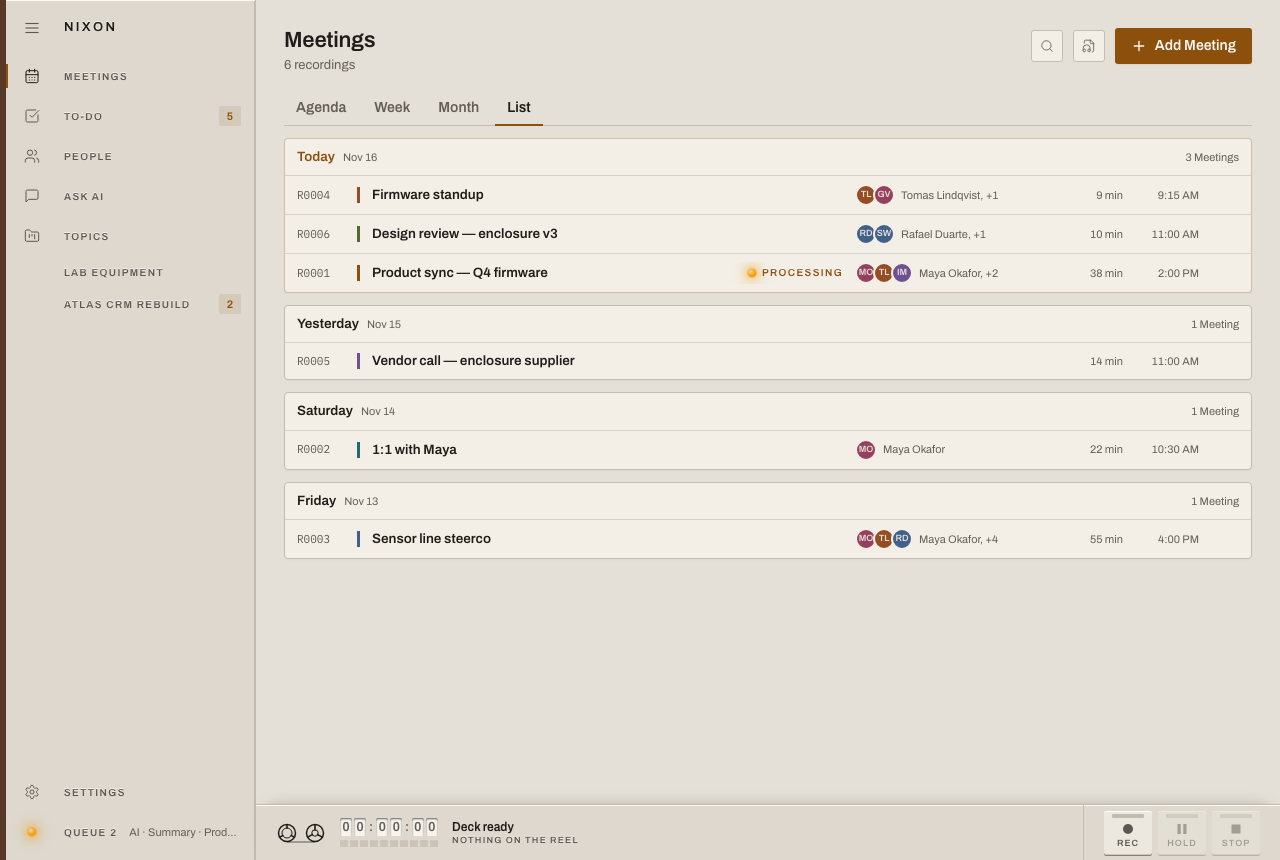 NIXON
MEETINGS
TO-DO 5
PEOPLE
ASK AI
TOPICS
LAB EQUIPMENT
ATLAS CRM REBUILD 2
SETTINGS
QUEUE 2 AI · Summary · Prod...
Meetings
6 recordings
Add Meeting
Agenda Week Month List
Today Nov 16 3 Meetings
R0004 Firmware standup TL GV Tomas Lindqvist, +1 9 min 9:15 AM
R0006 Design review — enclosure v3 RD SW Rafael Duarte, +1 10 min 11:00 AM
R0001 Product sync — Q4 firmware PROCESSING MO TL IM Maya Okafor, +2 38 min 2:00 PM
Yesterday Nov 15 1 Meeting
R0005 Vendor call — enclosure supplier 14 min 11:00 AM
Saturday Nov 14 1 Meeting
R0002 1:1 with Maya MO Maya Okafor 22 min 10:30 AM
Friday Nov 13 1 Meeting
R0003 Sensor line steerco MO TL RD Maya Okafor, +4 55 min 4:00 PM
00:00:00 Deck ready
NOTHING ON THE REEL
REC HOLD STOP